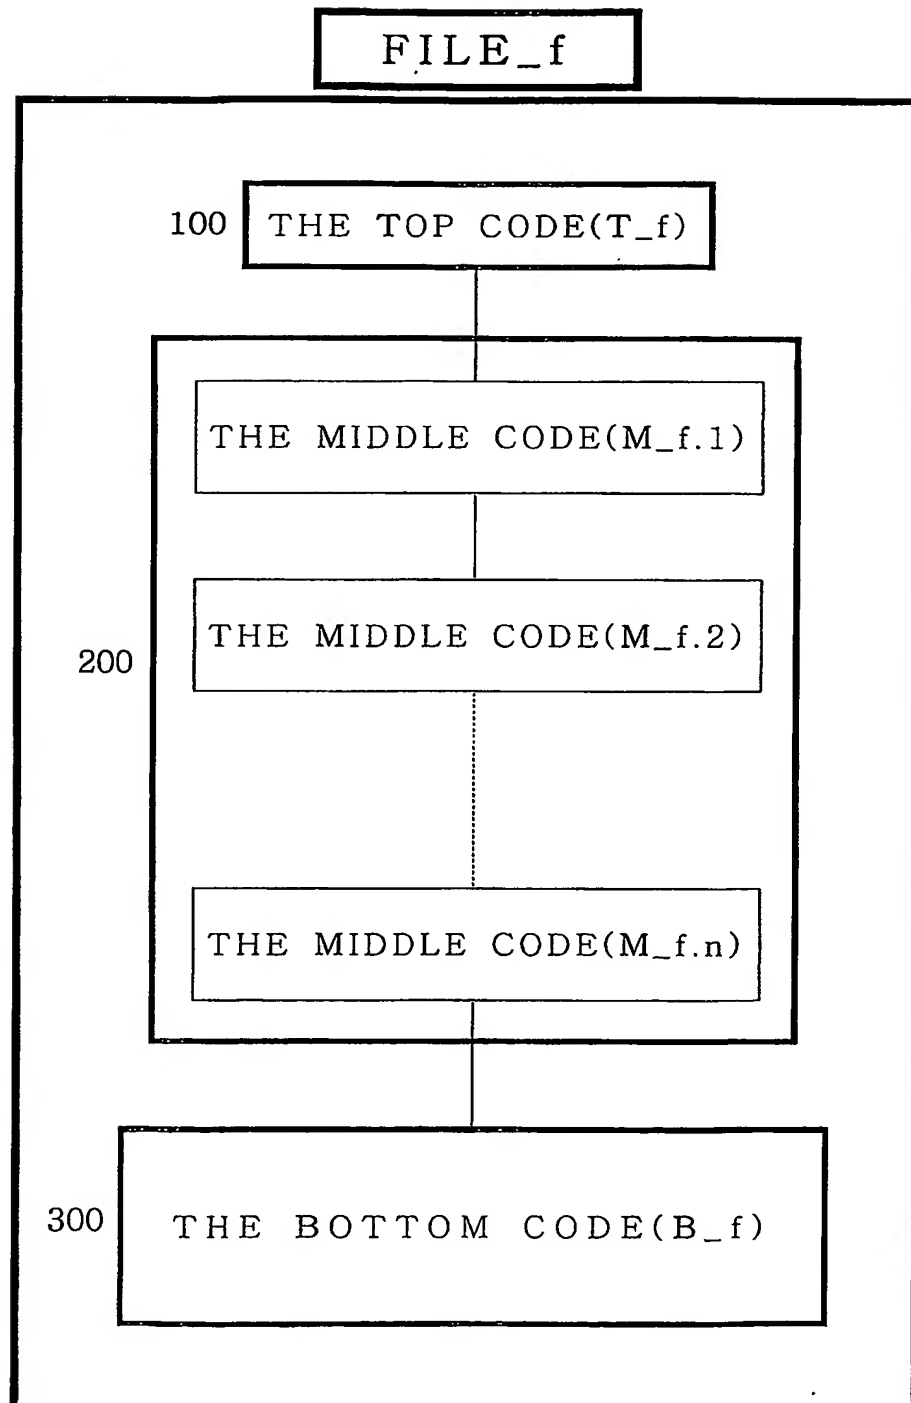 FILE_f
100 THE TOP CODE(T_f)
THE MIDDLE CODE(M_f.1)
THE MIDDLE CODE(M_f.2)
200
THE MIDDLE CODE(M_f.n)
300 THE BOTTOM CODE(B_f)